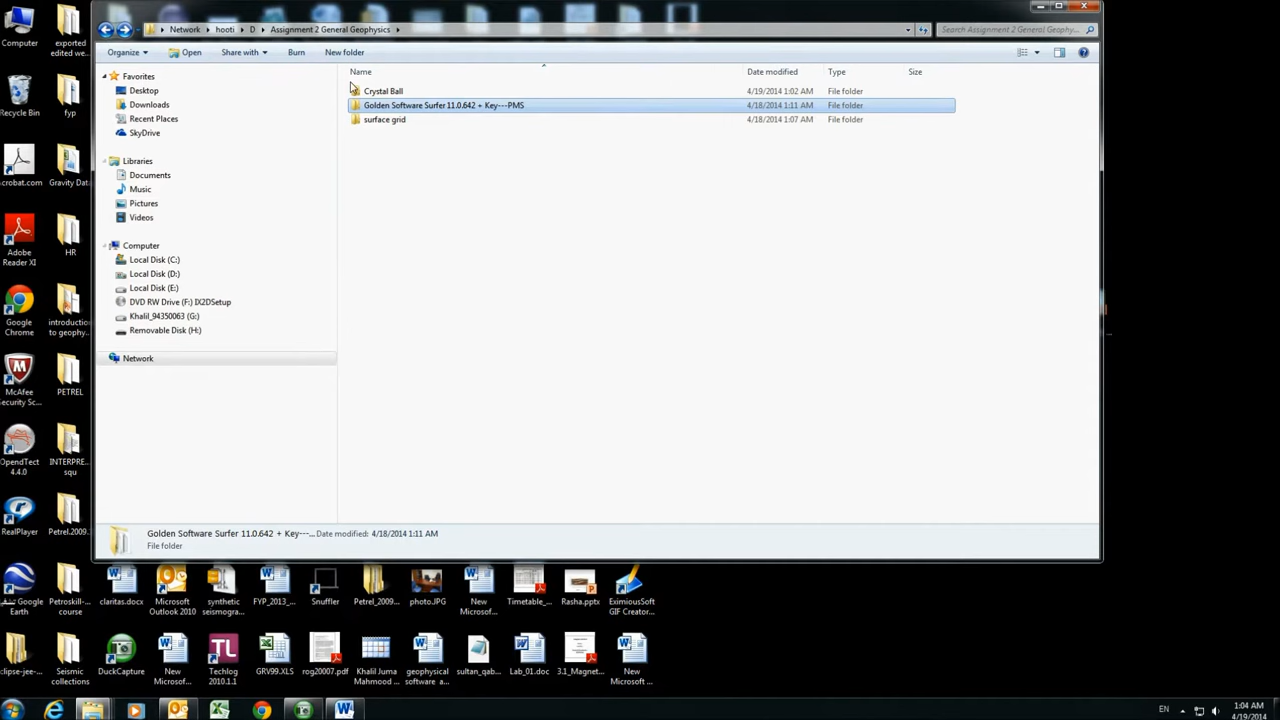 Network ▸ hooti ▸ D ▸ Assignment 2 General Geophysics ▸
Search Assignment 2 General Geophy...
Organize
Open
Share with
Burn
New folder
Name
Date modified
Type
Size
Crystal Ball 4/19/2014 1:02 AM File folder
Golden Software Surfer 11.0.642 + Key---PMS 4/18/2014 1:11 AM File folder
surface grid 4/18/2014 1:07 AM File folder
Favorites
Desktop
Downloads
Recent Places
SkyDrive
Libraries
Documents
Music
Pictures
Videos
Computer
Local Disk (C:)
Local Disk (D:)
Local Disk (E:)
DVD RW Drive (F:) IX2DSetup
Khalil_94350063 (G:)
Removable Disk (H:)
Network
Golden Software Surfer 11.0.642 + Key---... Date modified: 4/18/2014 1:11 AM
File folder
Computer
exported
edited we...
Recycle Bin
fyp
crobat.com
Gravity Dat
Adobe
Reader XI
HR
Google
Chrome
introduction
to geophy...
McAfee
Security Sc...
PETREL
OpendTect
4.4.0
INTERPRE...
squ
RealPlayer
Petrel.2009...
Google
Earth
Petroskill-...
course
claritas.docx
Microsoft
Outlook 2010
synthetic
seismogra...
FYP_2013_...
Snuffler
Petrel_2009...
photo.JPG
New
Microsof...
Timetable_...
Rasha.pptx
EximiousSoft
GIF Creator...
clipse-jee-...
Seismic
collections
DuckCapture
New
Microsof...
Techlog
2010.1.1
GRV99.XLS
rog20007.pdf
Khalil Juma
Mahmood ...
geophysical
software a...
sultan_qab...
Lab_01.doc
3.1_Magnet...
New
Microsoft ...
EN
1:04 AM
4/19/2014